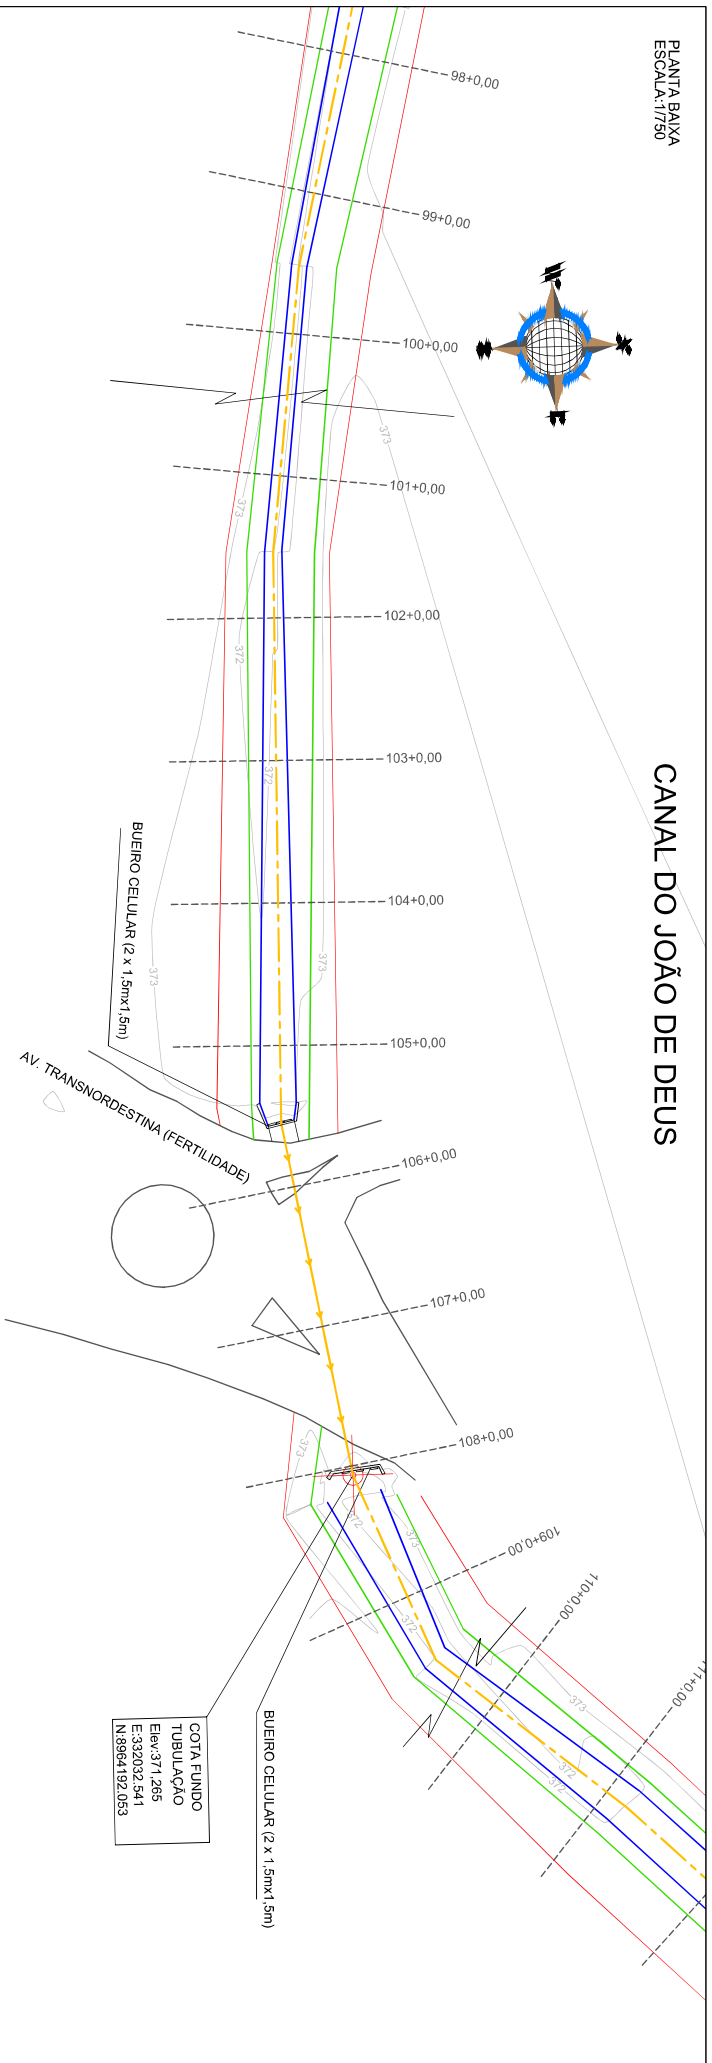 PLANTA BAIXA
ESCALA:1/750
CANAL DO JOÃO DE DEUS
98+0,00
99+0,00
100+0,00
101+0,00
102+0,00
103+0,00
104+0,00
105+0,00
106+0,00
107+0,00
108+0,00
109+0,00
110+0,00
373
373
372
372
373
373
373
372
373
372
373
372
372
BUEIRO CELULAR (2 x 1,5mx1,5m)
AV. TRANSNORDESTINA (FERTILIDADE)
BUEIRO CELULAR (2 x 1,5mx1,5m)
COTA FUNDO
TUBULAÇÃO
Elev:371,265
E:332032.541
N:8964192.053